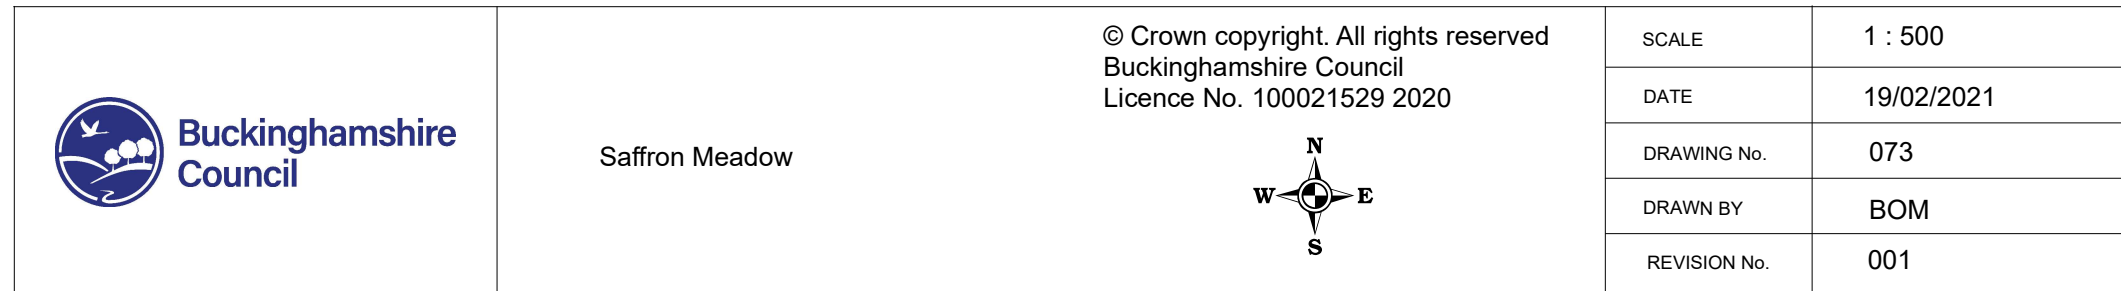 Buckinghamshire
Council
Saffron Meadow
© Crown copyright. All rights reserved
Buckinghamshire Council
Licence No. 100021529 2020
N
W E
S
SCALE 1 : 500
DATE 19/02/2021
DRAWING No. 073
DRAWN BY BOM
REVISION No. 001